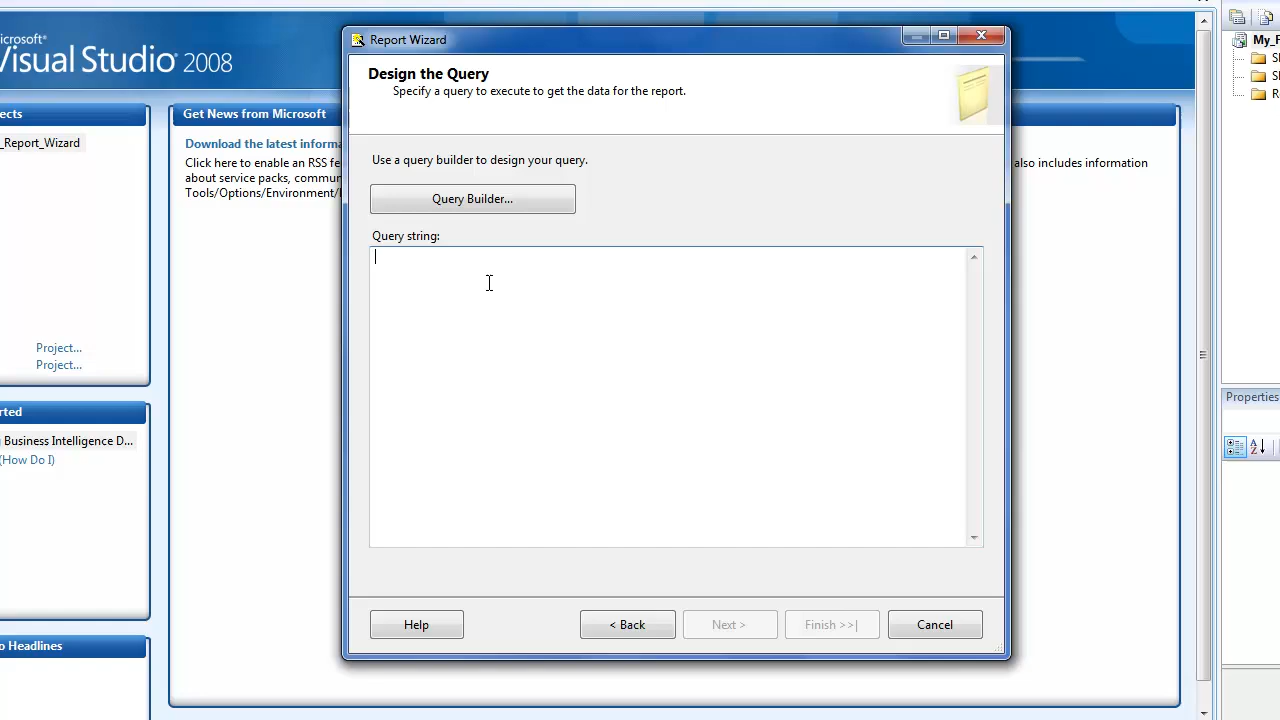 Report Wizard
Design the Query
Specify a query to execute to get the data for the report.
Use a query builder to design your query.
Query Builder...
Query string:
Help
< Back
Next >
Finish >>|
Cancel
icrosoft®
isual Studio® 2008
ects
_Report_Wizard
Project...
Project...
rted
Business Intelligence D...
(How Do I)
o Headlines
Get News from Microsoft
Download the latest informa
Click here to enable an RSS fe
also includes information
about service packs, commun
Tools/Options/Environment/
My_
R
Properties